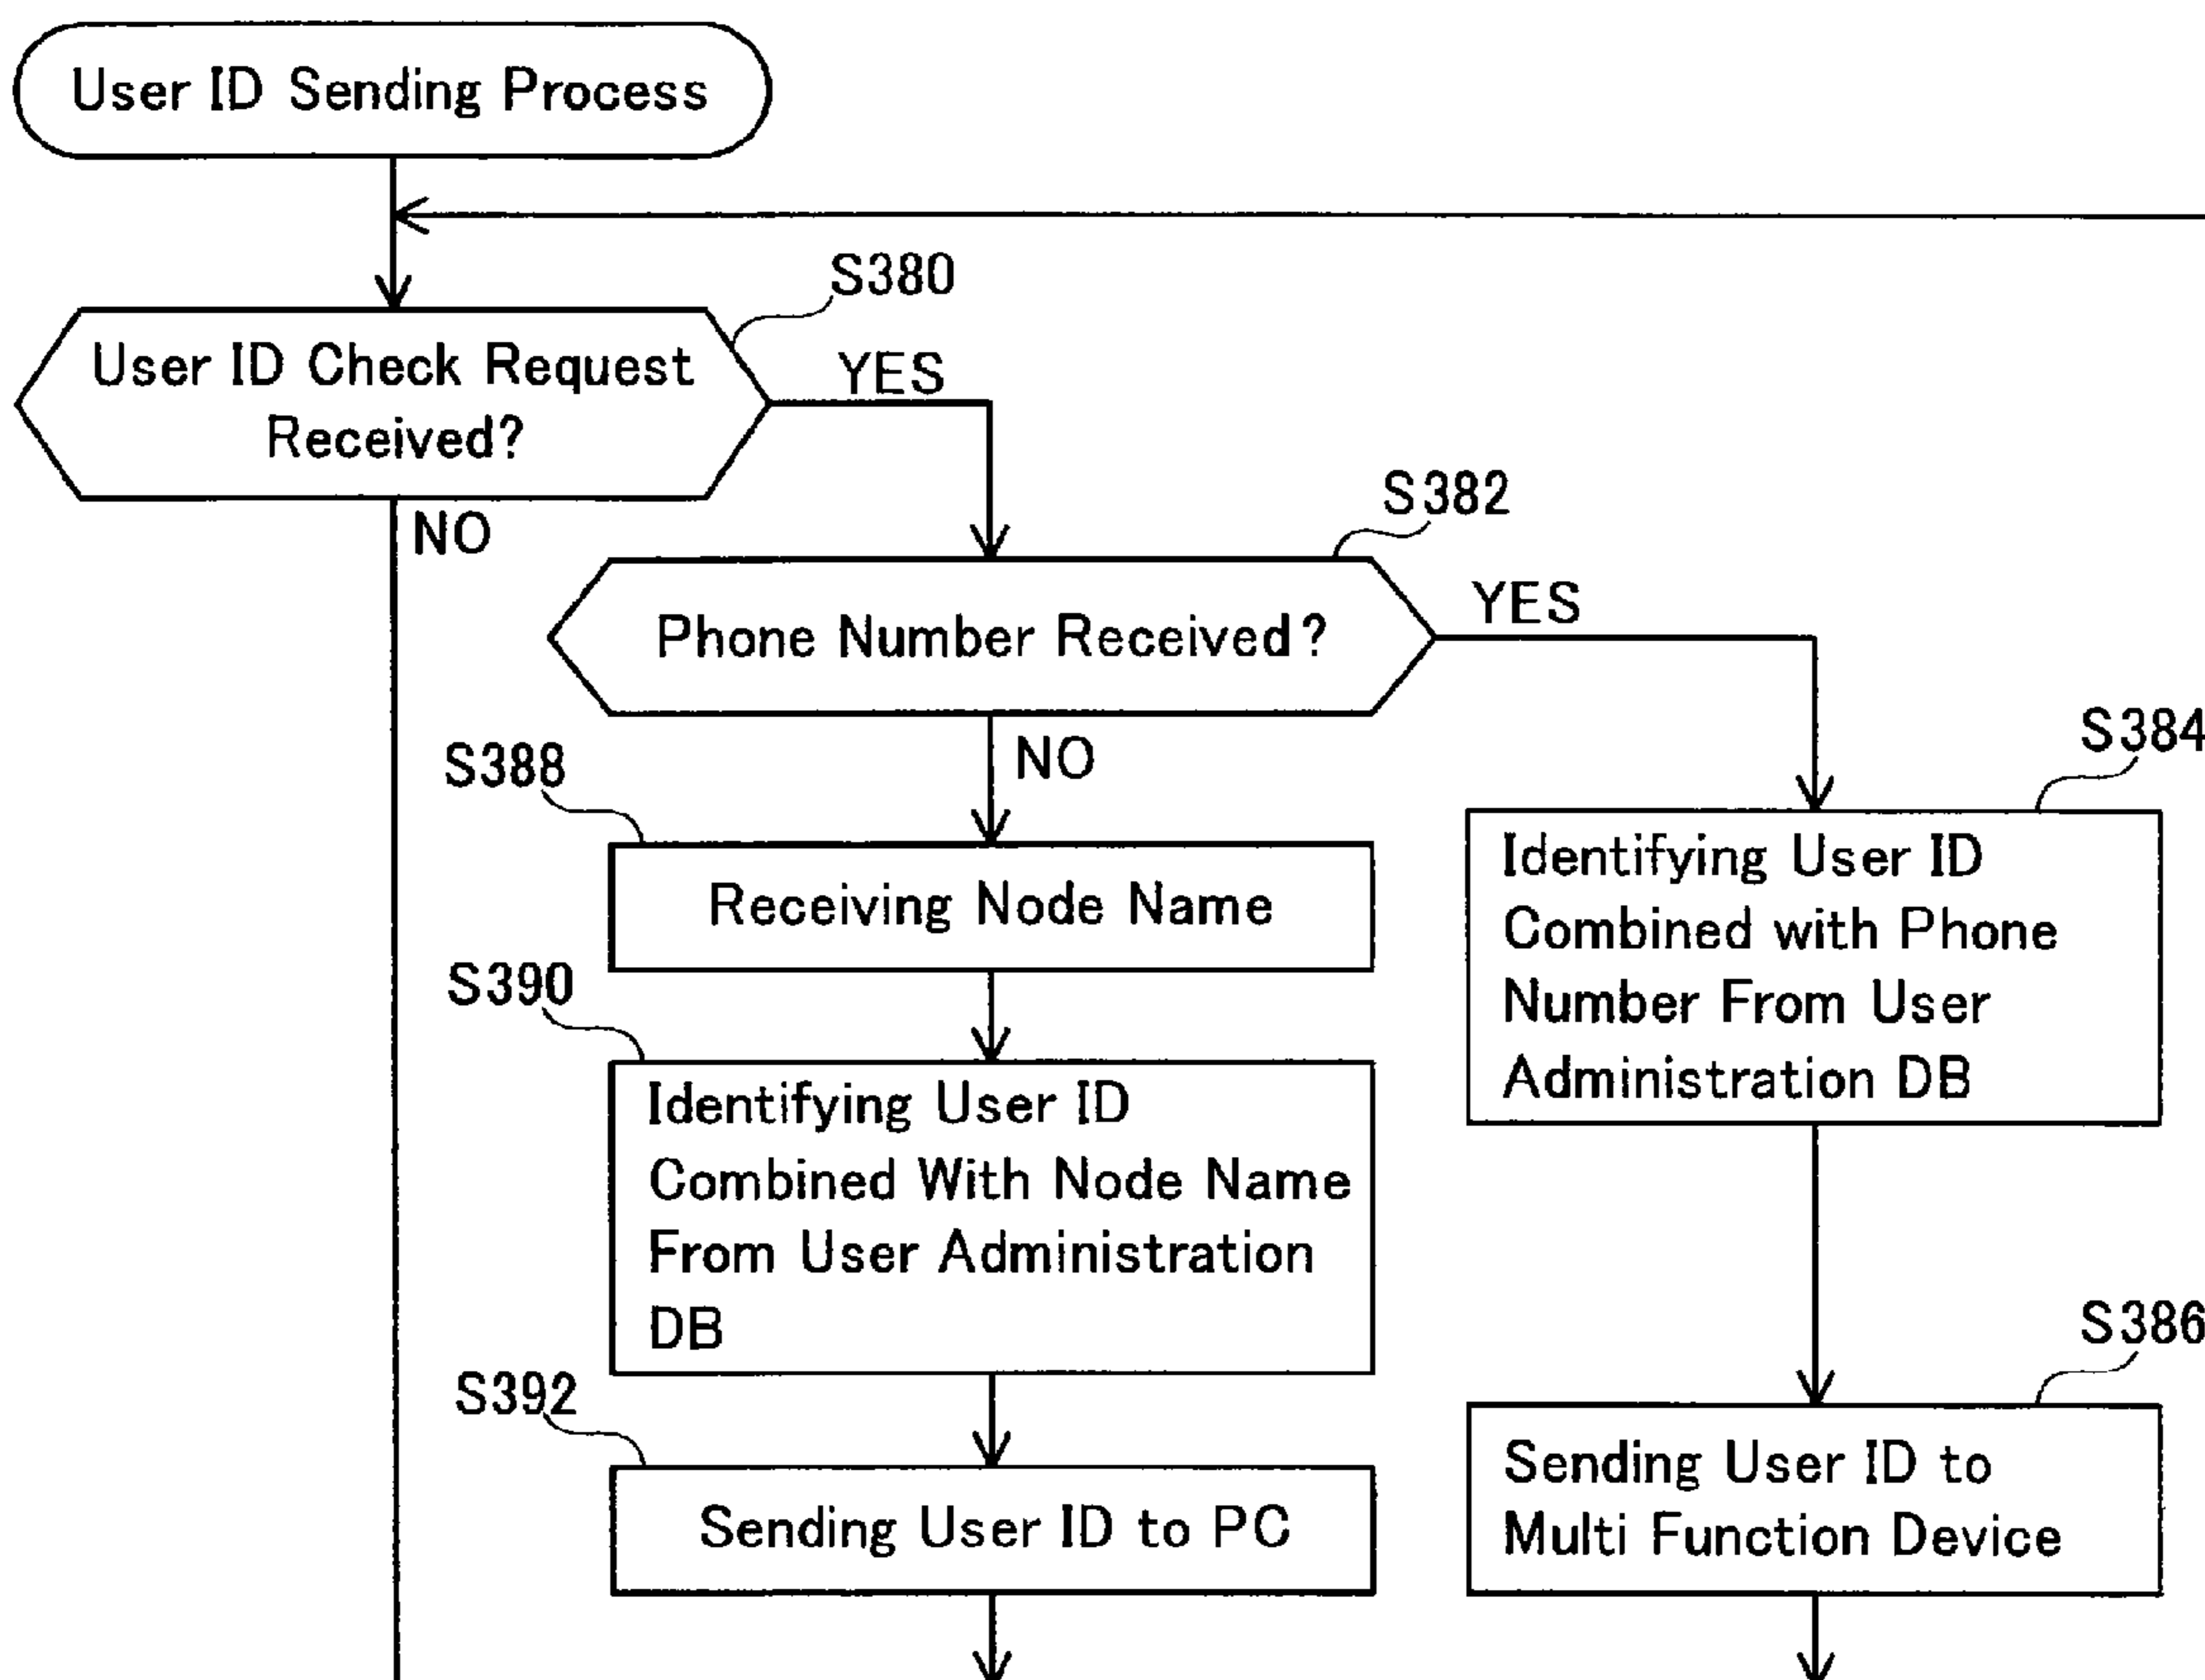 User ID Sending Process
S380
User ID Check Request
Received?
YES
NO
S382
Phone Number Received?
YES
NO
S384
Identifying User ID
Combined with Phone
Number From User
Administration DB
S388
Receiving Node Name
S390
Identifying User ID
Combined With Node Name
From User Administration
DB
S386
Sending User ID to
Multi Function Device
S392
Sending User ID to PC